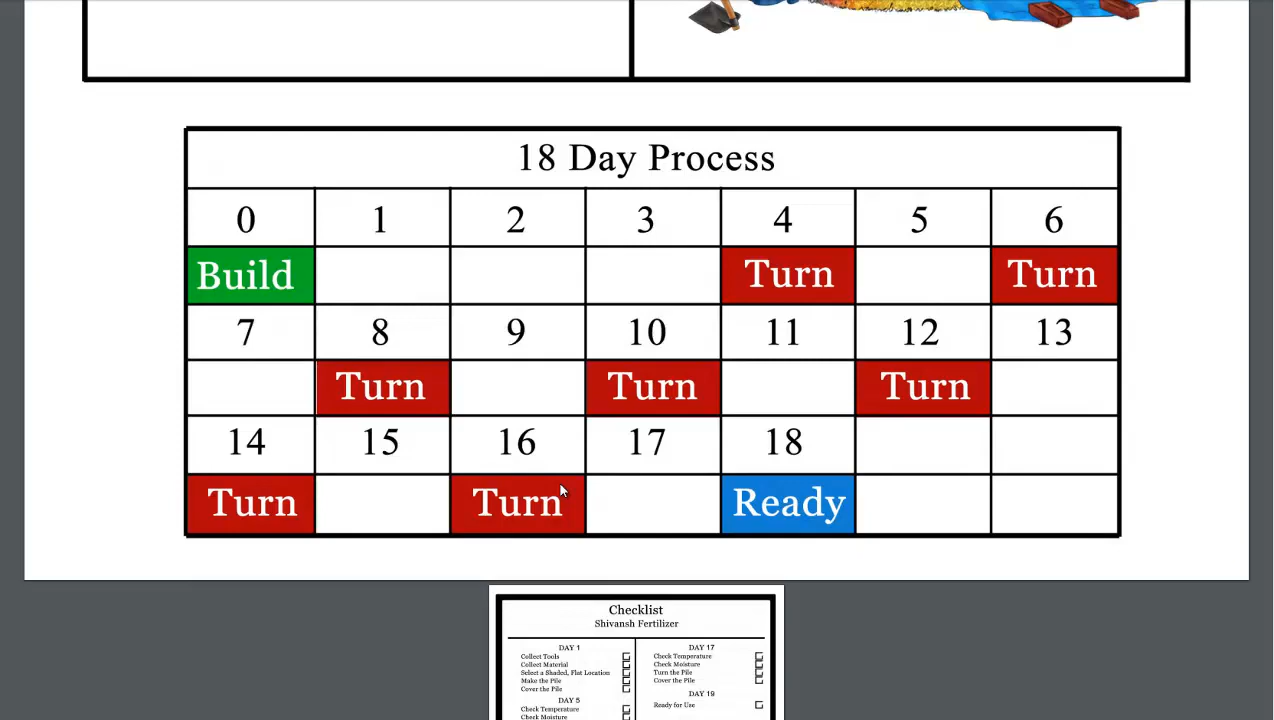 18 Day Process
0 1 2 3 4 5 6
Build Turn Turn
7 8 9 10 11 12 13
Turn Turn Turn
14 15 16 17 18
Turn Turn Ready
Checklist
Shivansh Fertilizer
DAY 1
Collect Tools
Collect Material
Select a Shaded, Flat Location
Make the Pile
Cover the Pile
DAY 5
Check Temperature
Check Moisture
DAY 17
Check Temperature
Check Moisture
Turn the Pile
Cover the Pile
DAY 19
Ready for Use